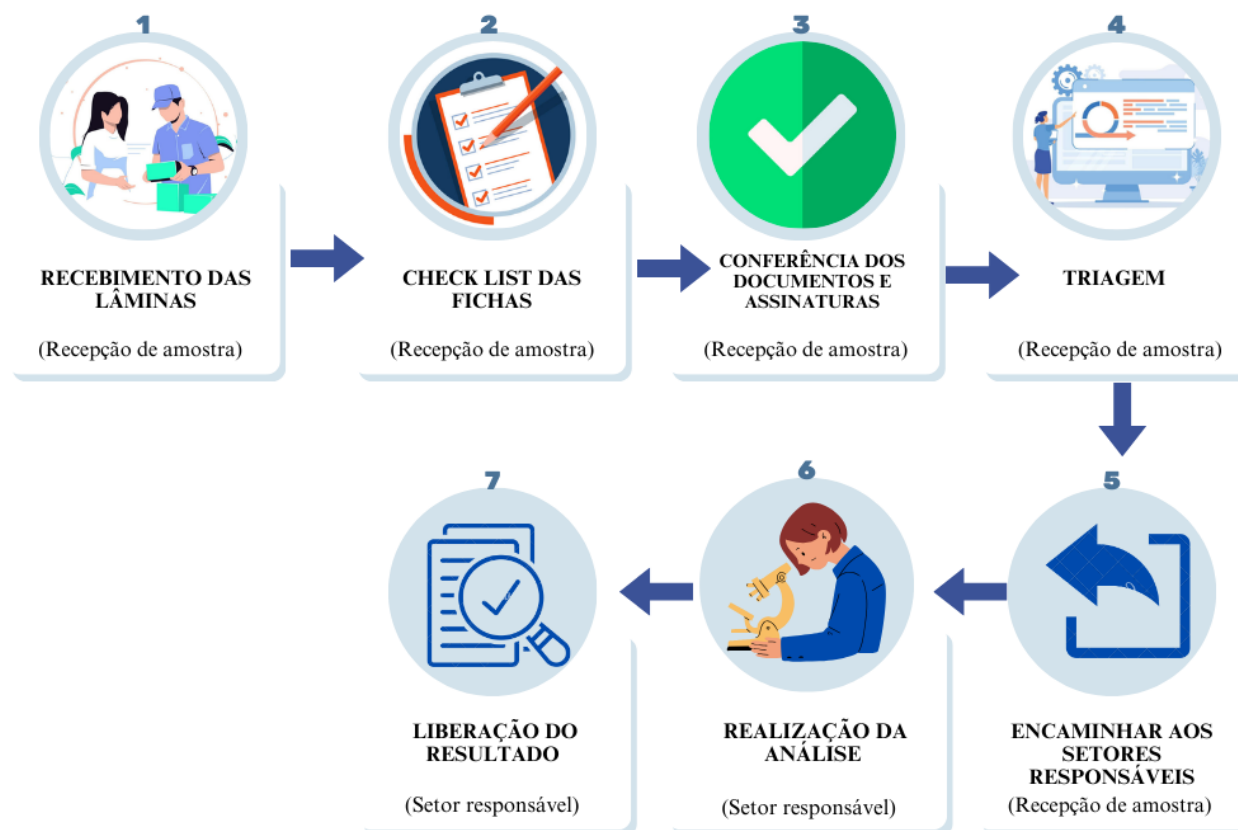 1
RECEBIMENTO DAS
LÂMINAS
(Recepção de amostra)
2
CHECK LIST DAS
FICHAS
(Recepção de amostra)
3
CONFERÊNCIA DOS
DOCUMENTOS E
ASSINATURAS
(Recepção de amostra)
4
TRIAGEM
(Recepção de amostra)
5
ENCAMINHAR AOS
SETORES
RESPONSÁVEIS
(Recepção de amostra)
6
REALIZAÇÃO DA
ANÁLISE
(Setor responsável)
7
LIBERAÇÃO DO
RESULTADO
(Setor responsável)